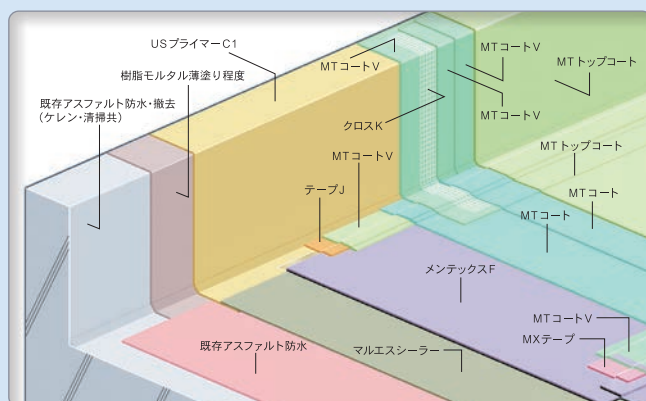 USプライマーC1
MTコートV
MTコートV
MTトップコート
樹脂モルタル薄塗り程度
既存アスファルト防水・撤去
(ケレン・清掃共)
クロスK
MTコートV
MTコートV
MTトップコート
テープJ
MTコート
MTコート
メンテックスF
MTコートV
MXテープ
既存アスファルト防水
マルエスシーラー